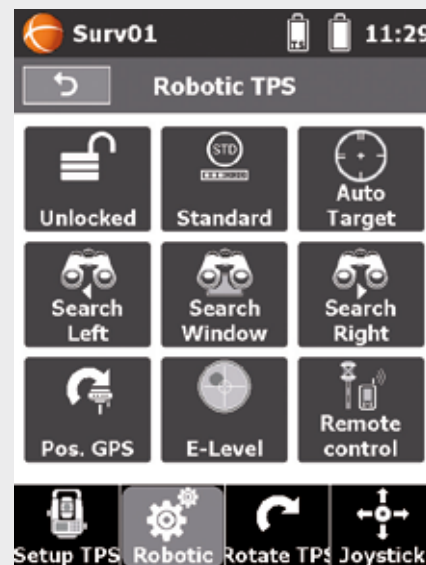 Surv01 TS 11:29
Robotic TPS
Unlocked
STD
Standard
Auto
Target
Search
Left
Search
Window
Search
Right
Pos. GPS
E-Level
Remote
control
Setup TPS Robotic Rotate TPS Joystick